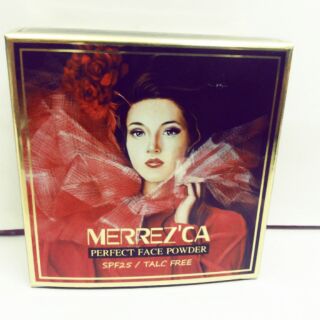 MERREZ'CA
PERFECT FACE POWDER
SPF25 / TALC FREE